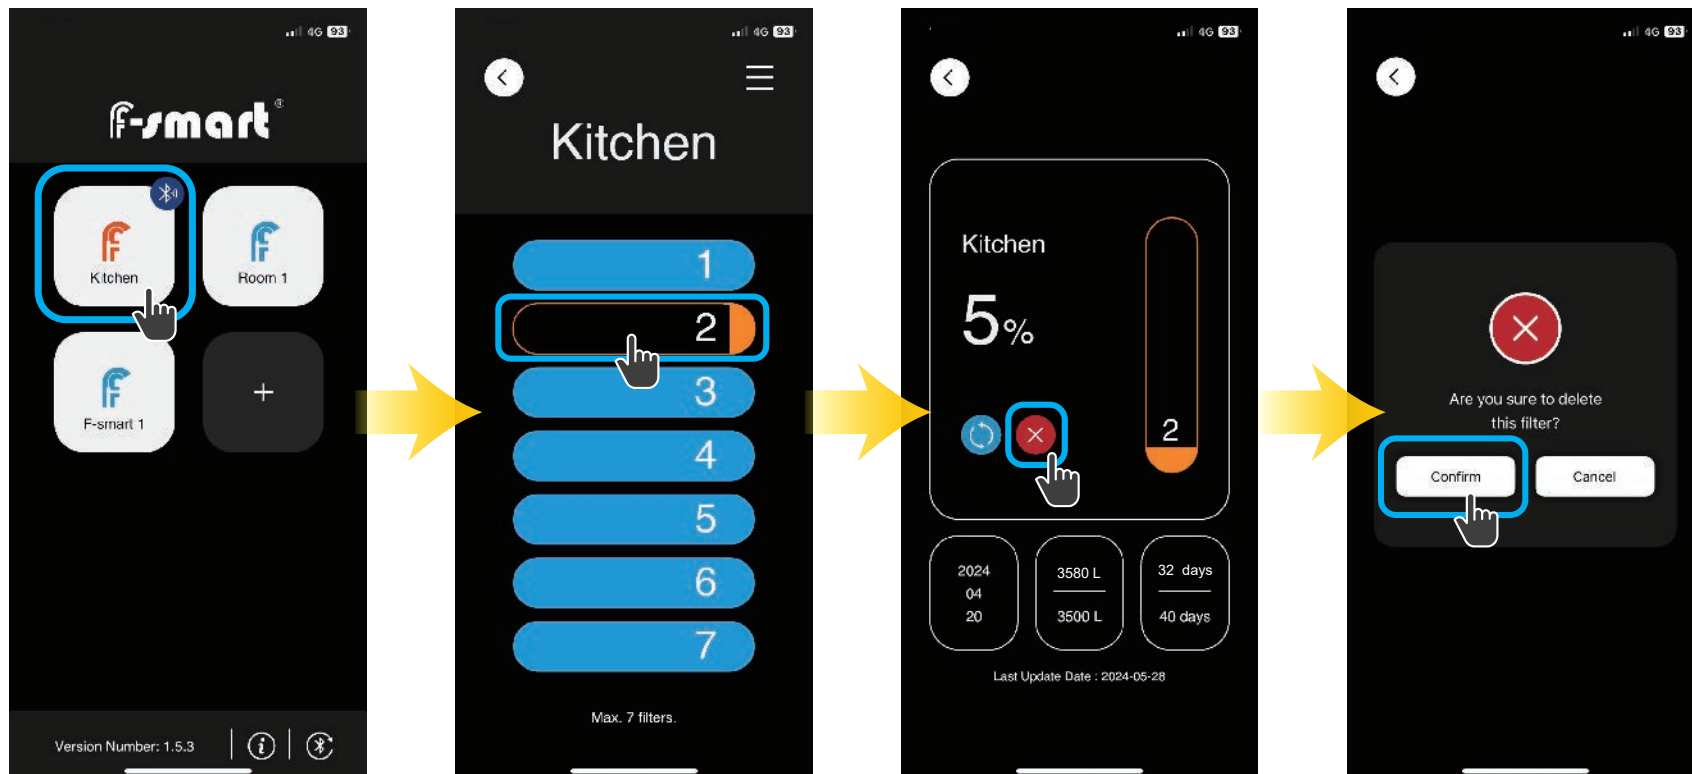 4G 93
F-smart®
Kitchen
Room 1
F-smart 1
+
Version Number: 1.5.3
4G 93
Kitchen
1
2
3
4
5
6
7
Max. 7 filters.
4G 93
Kitchen
5%
2
2024
04
20
3580 L
3500 L
32 days
40 days
Last Update Date : 2024-05-28
4G 93
Are you sure to delete
this filter?
Confirm
Cancel